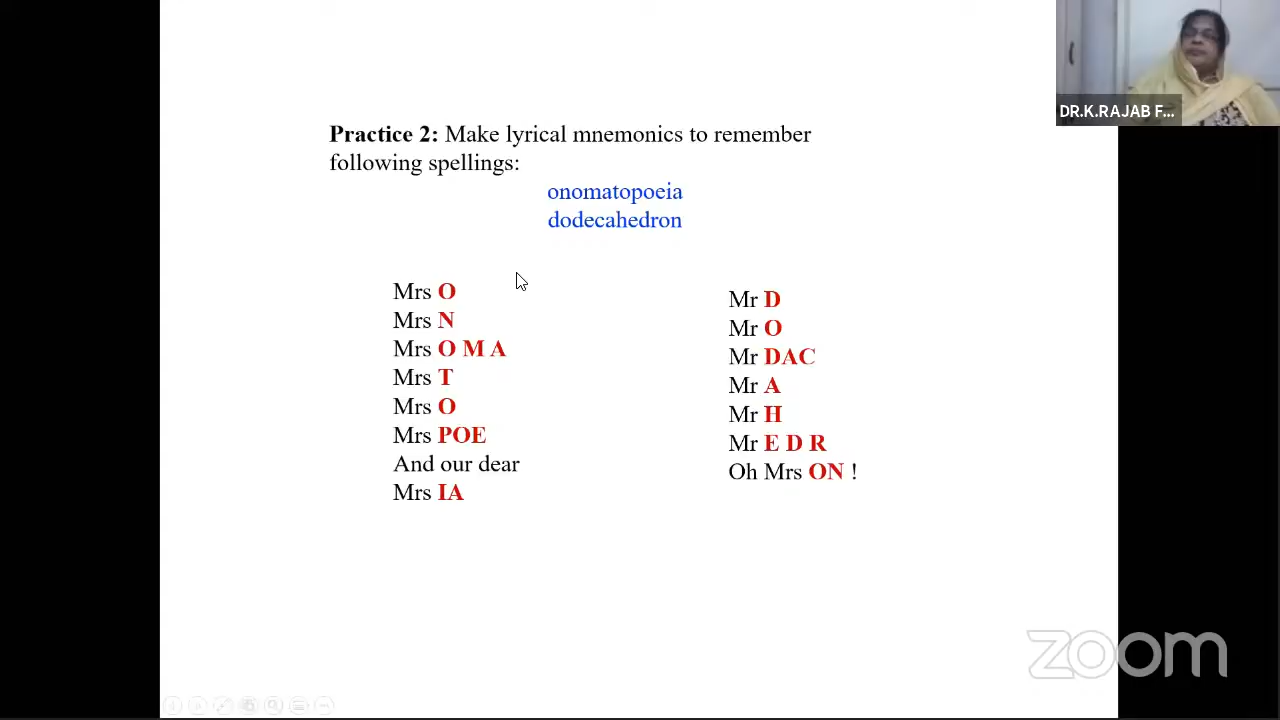 DR.K.RAJAB F...
Practice 2: Make lyrical mnemonics to remember
following spellings:
onomatopoeia
dodecahedron
Mrs O
Mrs N
Mrs O M A
Mrs T
Mrs O
Mrs POE
And our dear
Mrs IA
Mr D
Mr O
Mr DAC
Mr A
Mr H
Mr E D R
Oh Mrs ON !
zoom